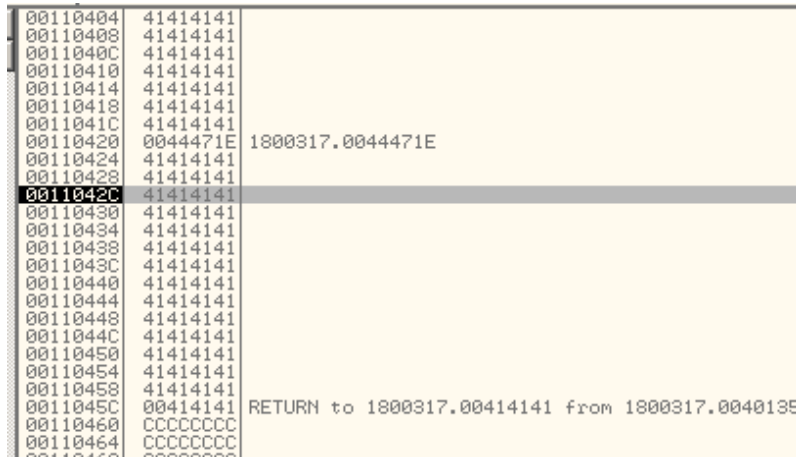 00110404 41414141
00110408 41414141
0011040C 41414141
00110410 41414141
00110414 41414141
00110418 41414141
0011041C 41414141
00110420 0044471E 1800317.0044471E
00110424 41414141
00110428 41414141
0011042C 41414141
00110430 41414141
00110434 41414141
00110438 41414141
0011043C 41414141
00110440 41414141
00110444 41414141
00110448 41414141
0011044C 41414141
00110450 41414141
00110454 41414141
00110458 41414141
0011045C 00414141 RETURN to 1800317.00414141 from 1800317.0040135
00110460 CCCCCCCC
00110464 CCCCCCCC